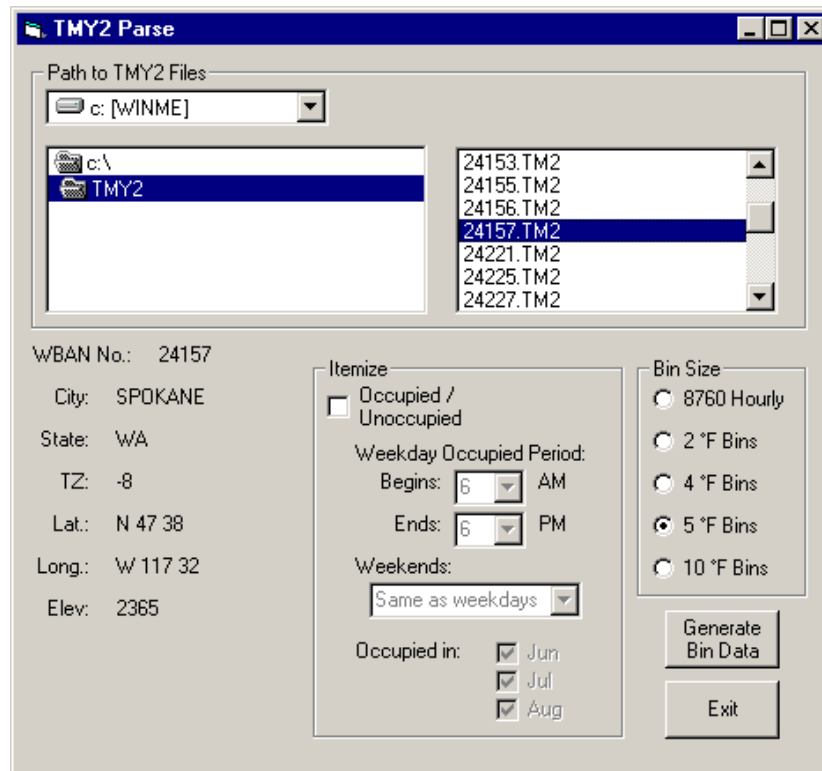 TMY2 Parse
Path to TMY2 Files
c: [WINME]
c:\
TMY2
24153.TM2
24155.TM2
24156.TM2
24157.TM2
24221.TM2
24225.TM2
24227.TM2
WBAN No.: 24157
City: SPOKANE
State: WA
TZ: -8
Lat.: N 47 38
Long.: W 117 32
Elev: 2365
Itemize
Occupied /
Unoccupied
Weekday Occupied Period:
Begins: 6 AM
Ends: 6 PM
Weekends:
Same as weekdays
Occupied in: Jun
Jul
Aug
Bin Size
8760 Hourly
2 °F Bins
4 °F Bins
5 °F Bins
10 °F Bins
Generate
Bin Data
Exit